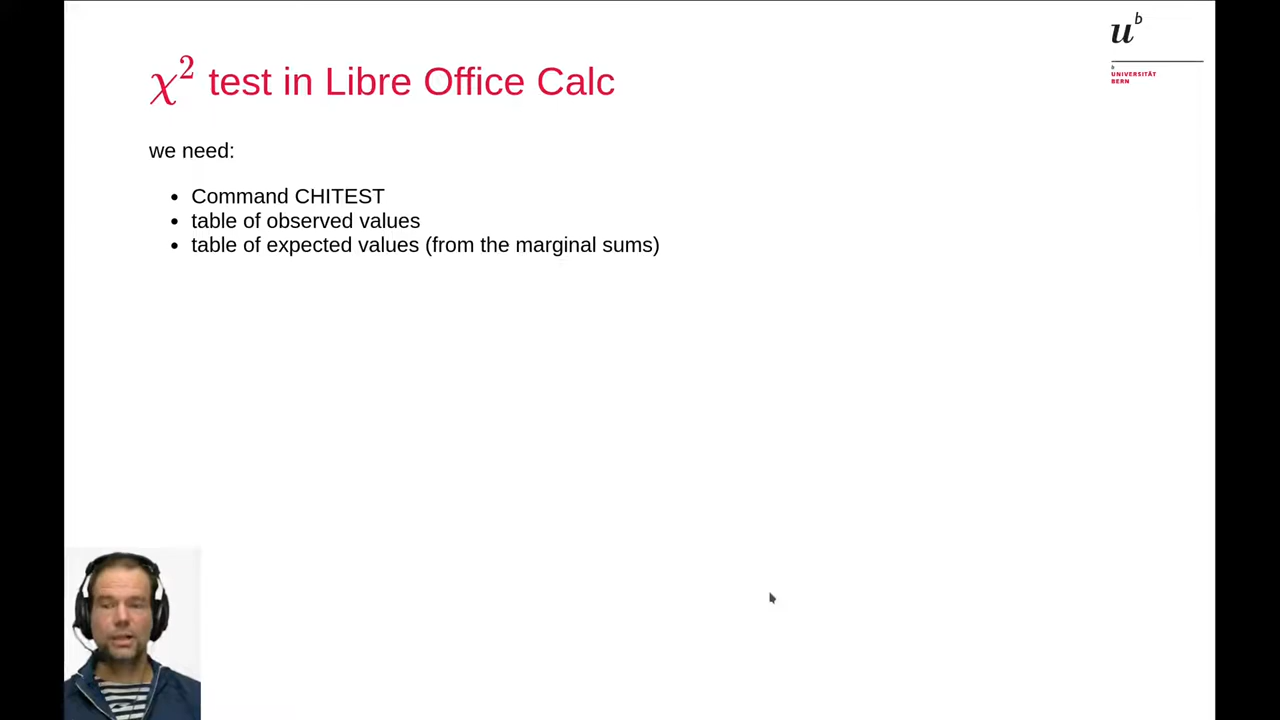 χ² test in Libre Office Calc
u^b
b
UNIVERSITÄT
BERN
we need:
• Command CHITEST
• table of observed values
• table of expected values (from the marginal sums)